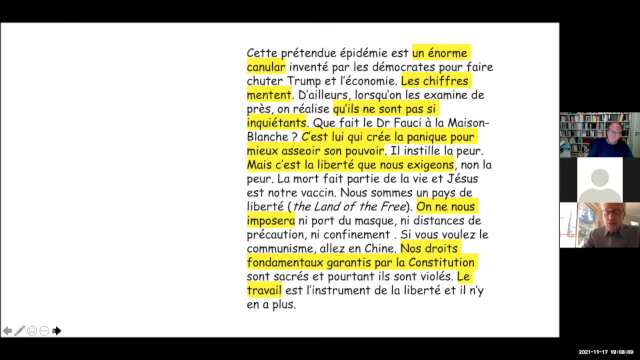 Cette prétendue épidémie est un énorme
canular inventé par les démocrates pour faire
chuter Trump et l'économie. Les chiffres
mentent. D'ailleurs, lorsqu'on les examine de
près, on réalise qu'ils ne sont pas si
inquiétants. Que fait le Dr Fauci à la Maison-
Blanche ? C'est lui qui crée la panique pour
mieux asseoir son pouvoir. Il instille la peur.
Mais c'est la liberté que nous exigeons, non la
peur. La mort fait partie de la vie et Jésus
est notre vaccin. Nous sommes un pays de
liberté (the Land of the Free). On ne nous
imposera ni port du masque, ni distances de
précaution, ni confinement . Si vous voulez le
communisme, allez en Chine. Nos droits
fondamentaux garantis par la Constitution
sont sacrés et pourtant ils sont violés. Le
travail est l'instrument de la liberté et il n'y
en a plus.
2021-11-17 19:08:09